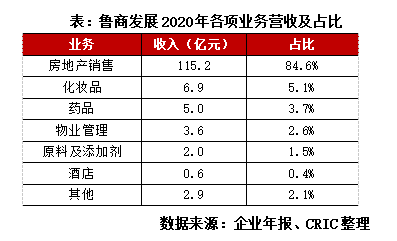 表：鲁商发展2020年各项业务营收及占比
业务 收入（亿元） 占比
房地产销售 115.2 84.6%
化妆品 6.9 5.1%
药品 5.0 3.7%
物业管理 3.6 2.6%
原料及添加剂 2.0 1.5%
酒店 0.6 0.4%
其他 2.9 2.1%
数据来源：企业年报、CRIC整理